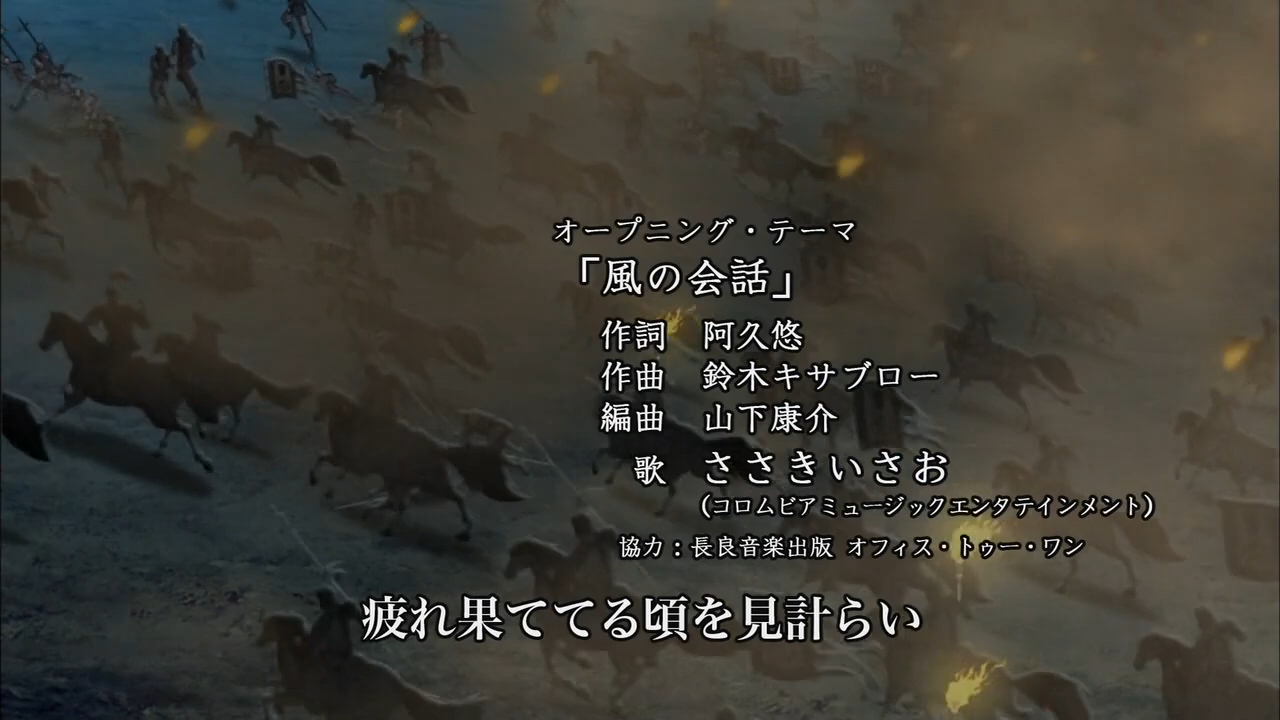 オープニング・テーマ
「風の会話」
作詞 阿久悠
作曲 鈴木キサブロー
編曲 山下康介
歌 ささきいさお
(コロムビアミュージックエンタテインメント)
協力：長良音楽出版 オフィス・トゥー・ワン
疲れ果ててる頃を見計らい